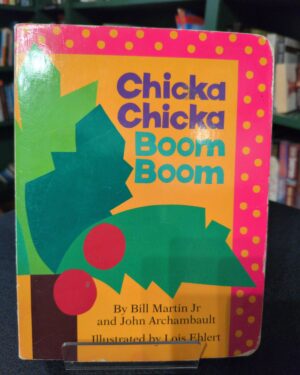 Chicka
Chicka
Boom
Boom
By Bill Martin Jr
and John Archambault
Illustrated by Lois Ehlert